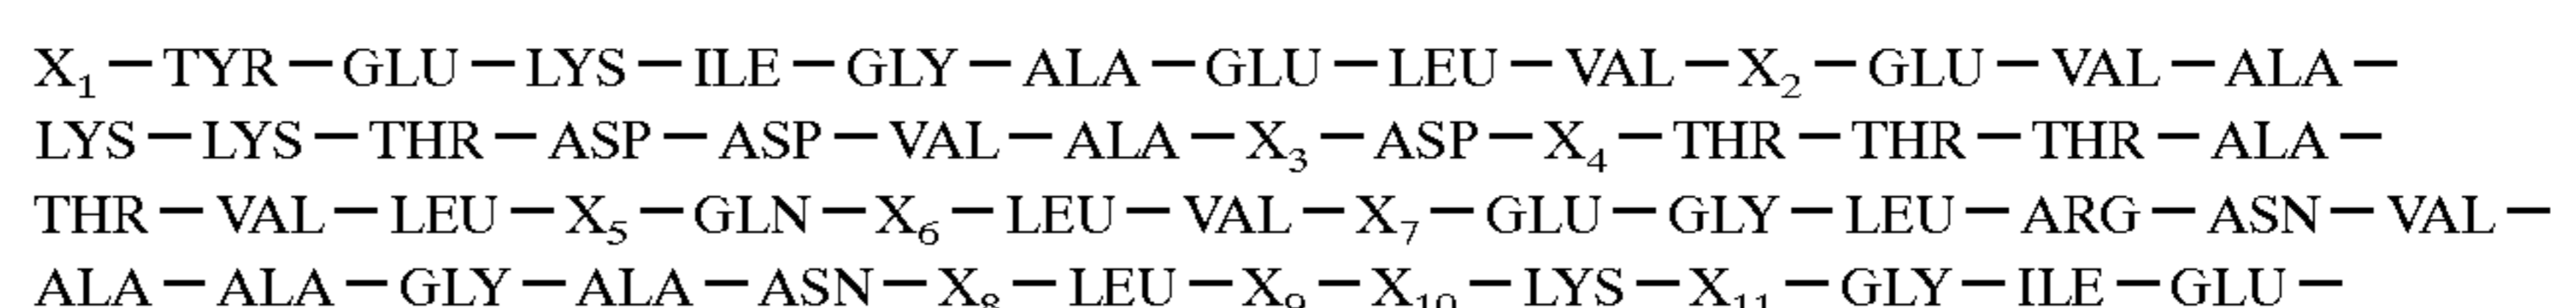 X₁—TYR—GLU—LYS—ILE—GLY—ALA—GLU—LEU—VAL—X₂—GLU—VAL—ALA—
LYS—LYS—THR—ASP—ASP—VAL—ALA—X₃—ASP—X₄—THR—THR—THR—ALA—
THR—VAL—LEU—X₅—GLN—X₆—LEU—VAL—X₇—GLU—GLY—LEU—ARG—ASN—VAL—
ALA—ALA—GLY—ALA—ASN—X₈—LEU—X₉—X₁₀—LYS—X₁₁—GLY—ILE—GLU—